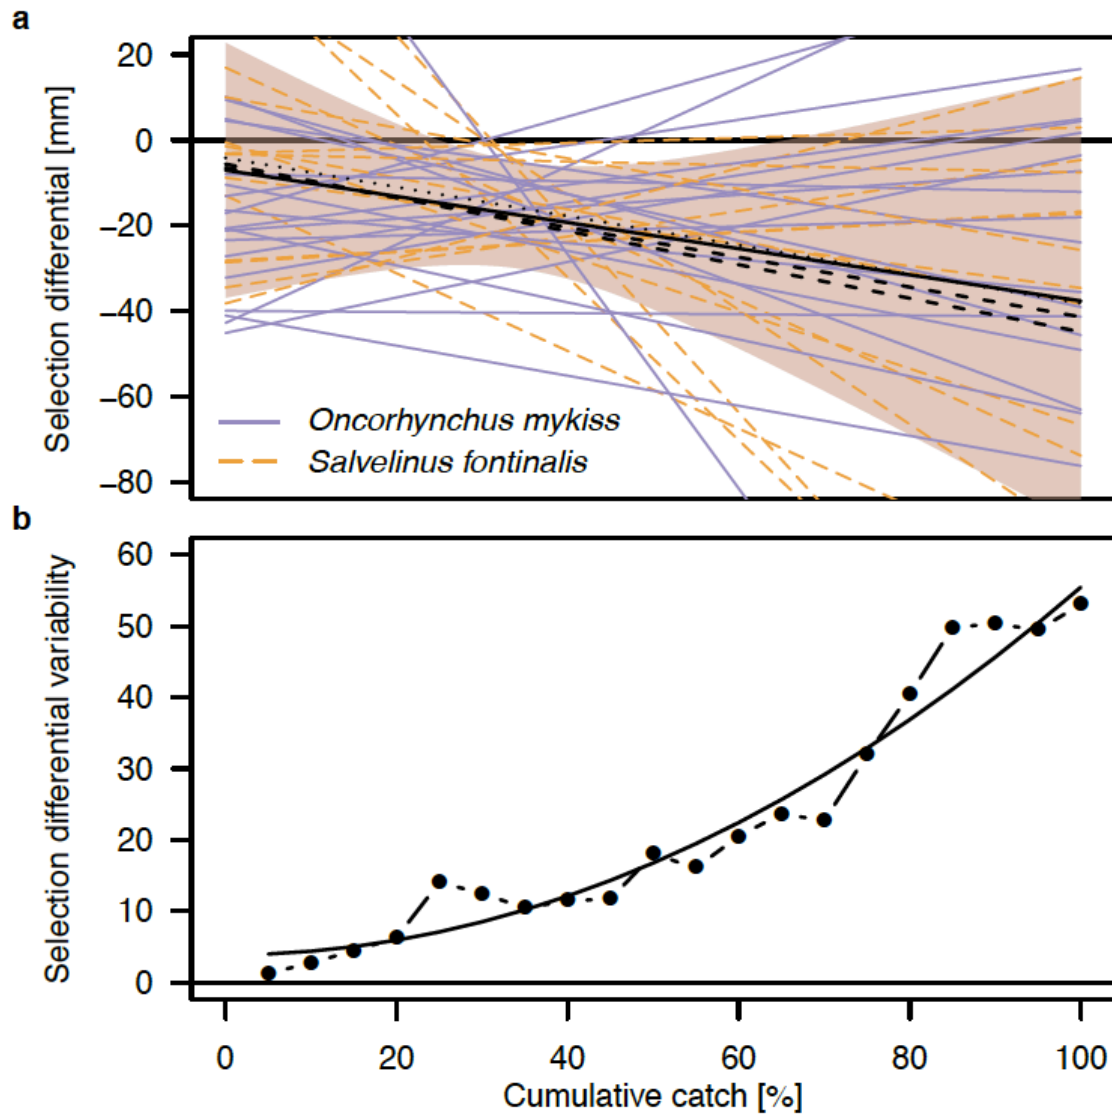 a
Selection differential [mm]
20
0
−20
−40
−60
−80
Oncorhynchus mykiss
Salvelinus fontinalis
b
Selection differential variability
60
50
40
30
20
10
0
0 20 40 60 80 100
Cumulative catch [%]